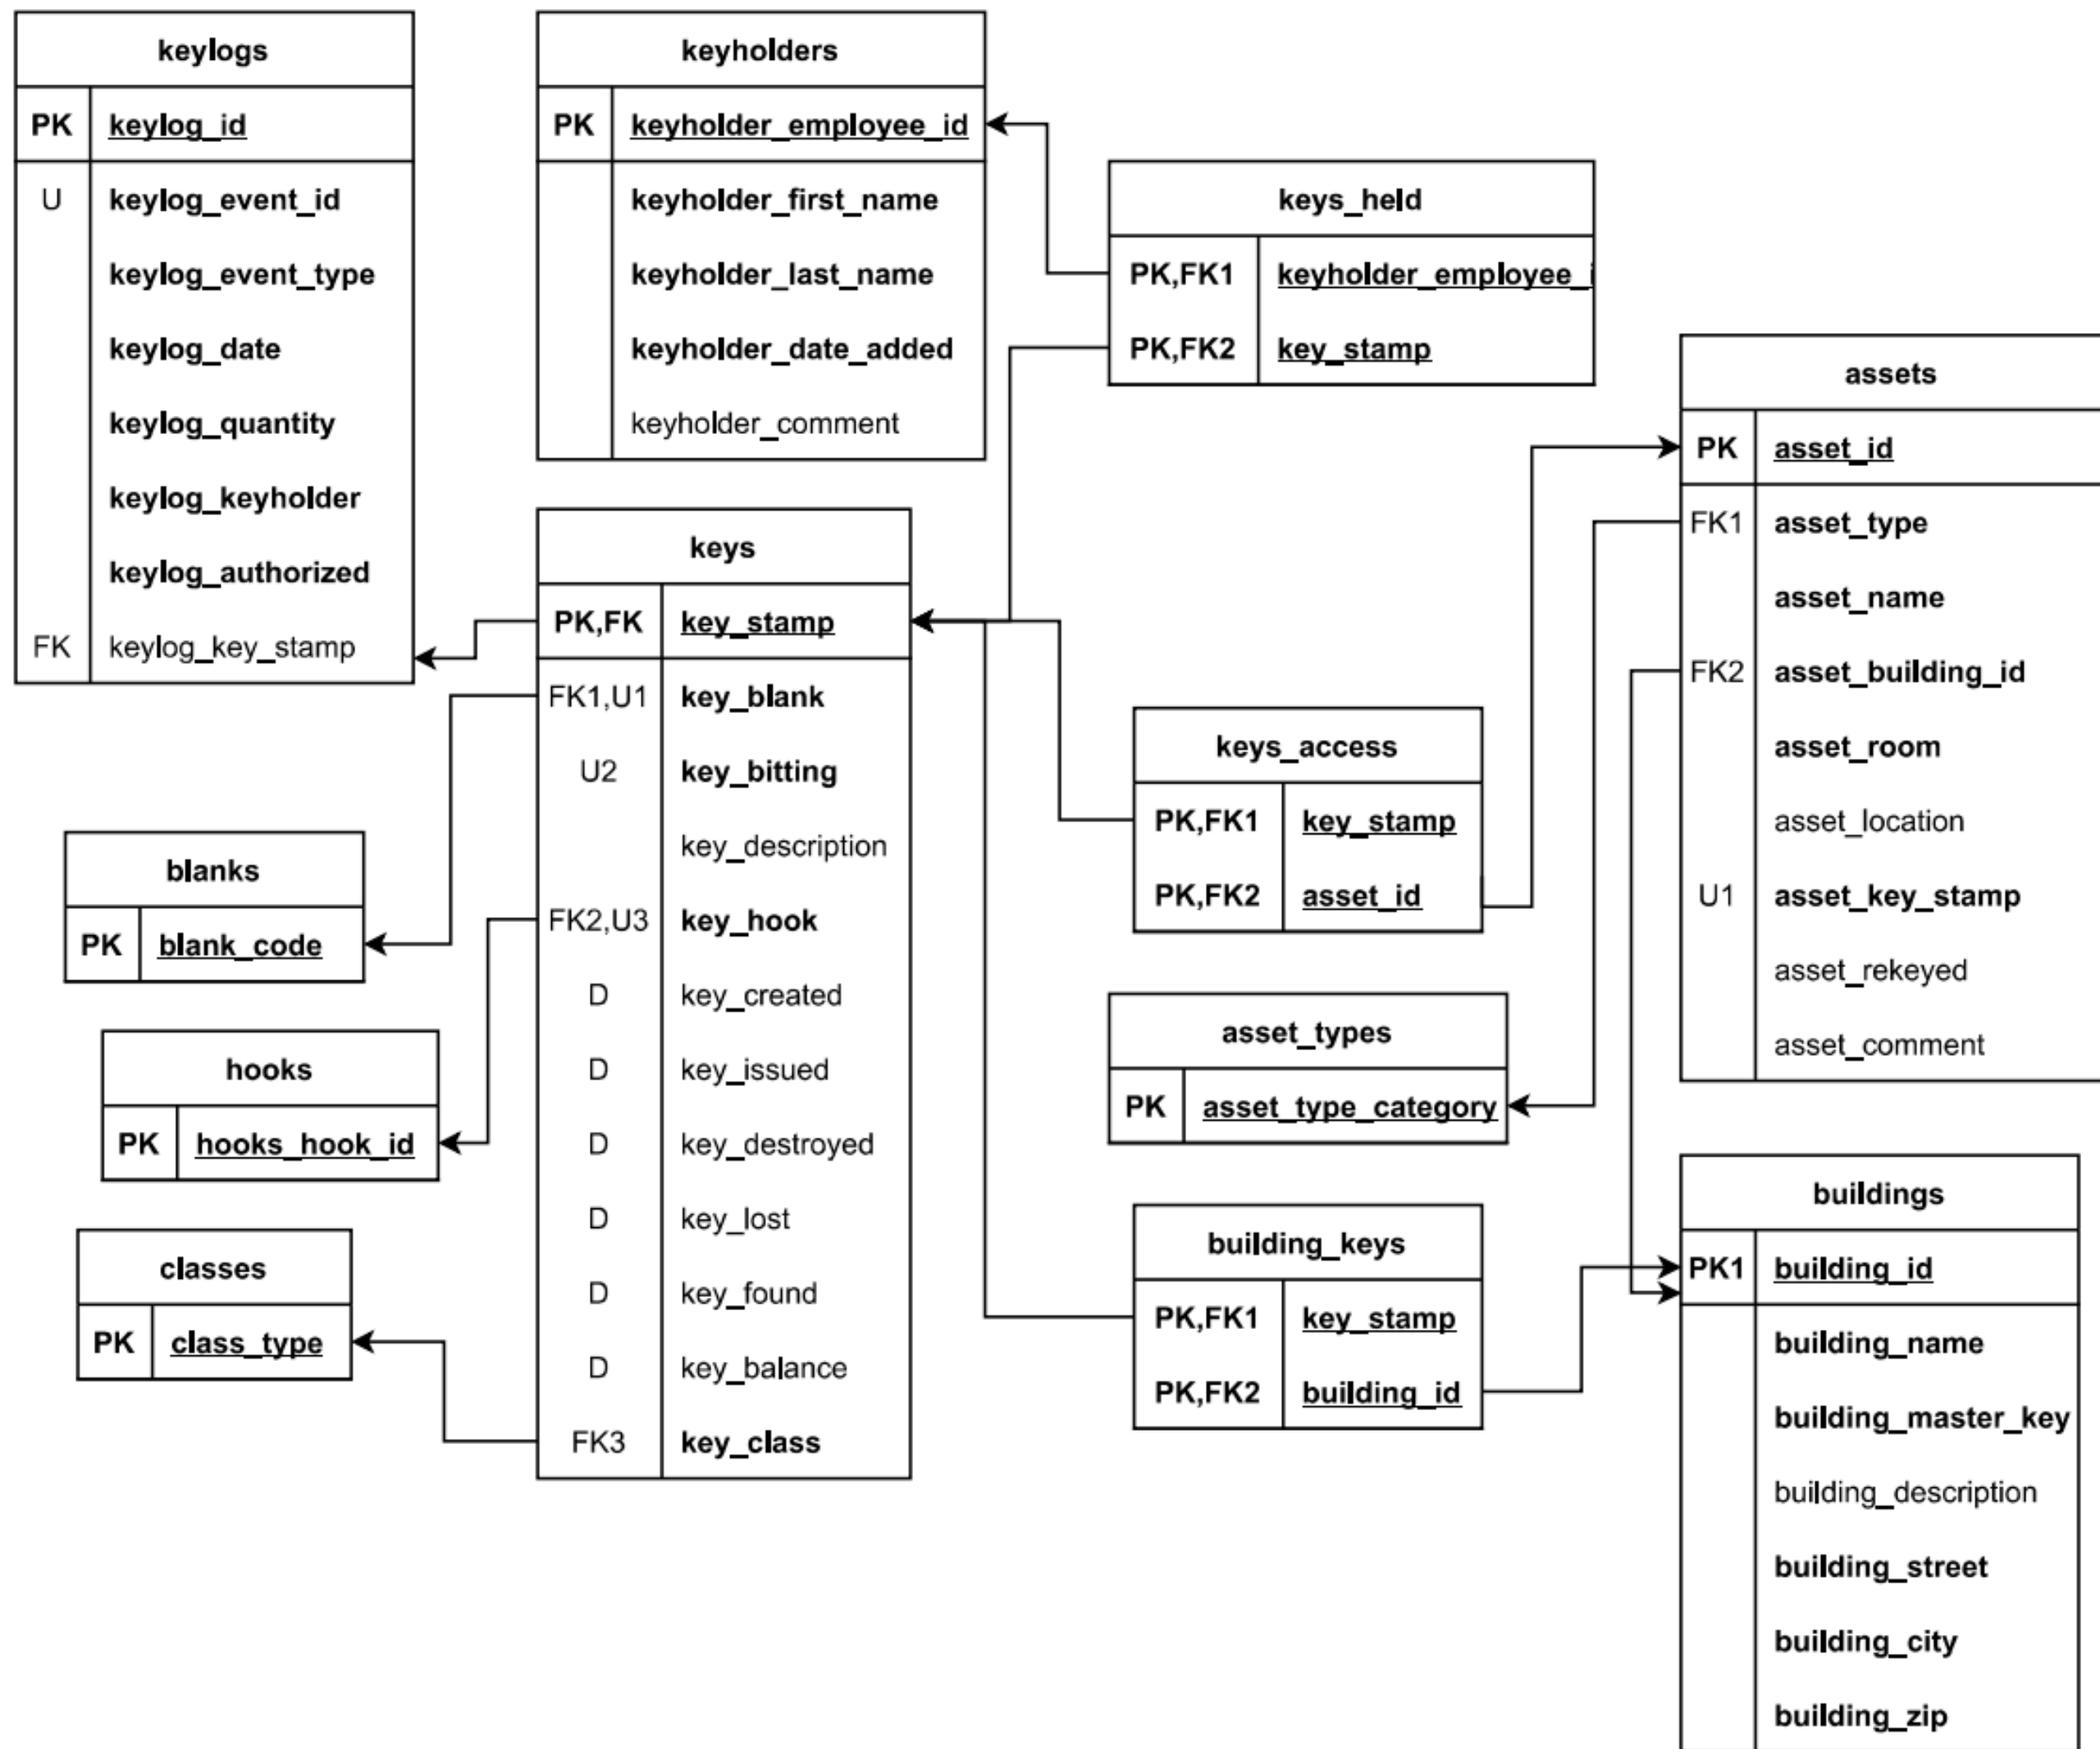 keylogs
PK keylog_id
U keylog_event_id
keylog_event_type
keylog_date
keylog_quantity
keylog_keyholder
keylog_authorized
FK keylog_key_stamp
keyholders
PK keyholder_employee_id
keyholder_first_name
keyholder_last_name
keyholder_date_added
keyholder_comment
keys_held
PK,FK1 keyholder_employee_i
PK,FK2 key_stamp
assets
PK asset_id
FK1 asset_type
asset_name
FK2 asset_building_id
asset_room
asset_location
U1 asset_key_stamp
asset_rekeyed
asset_comment
keys
PK,FK key_stamp
FK1,U1 key_blank
U2 key_bitting
key_description
FK2,U3 key_hook
D key_created
D key_issued
D key_destroyed
D key_lost
D key_found
D key_balance
FK3 key_class
keys_access
PK,FK1 key_stamp
PK,FK2 asset_id
blanks
PK blank_code
hooks
PK hooks_hook_id
classes
PK class_type
asset_types
PK asset_type_category
building_keys
PK,FK1 key_stamp
PK,FK2 building_id
buildings
PK1 building_id
building_name
building_master_key
building_description
building_street
building_city
building_zip